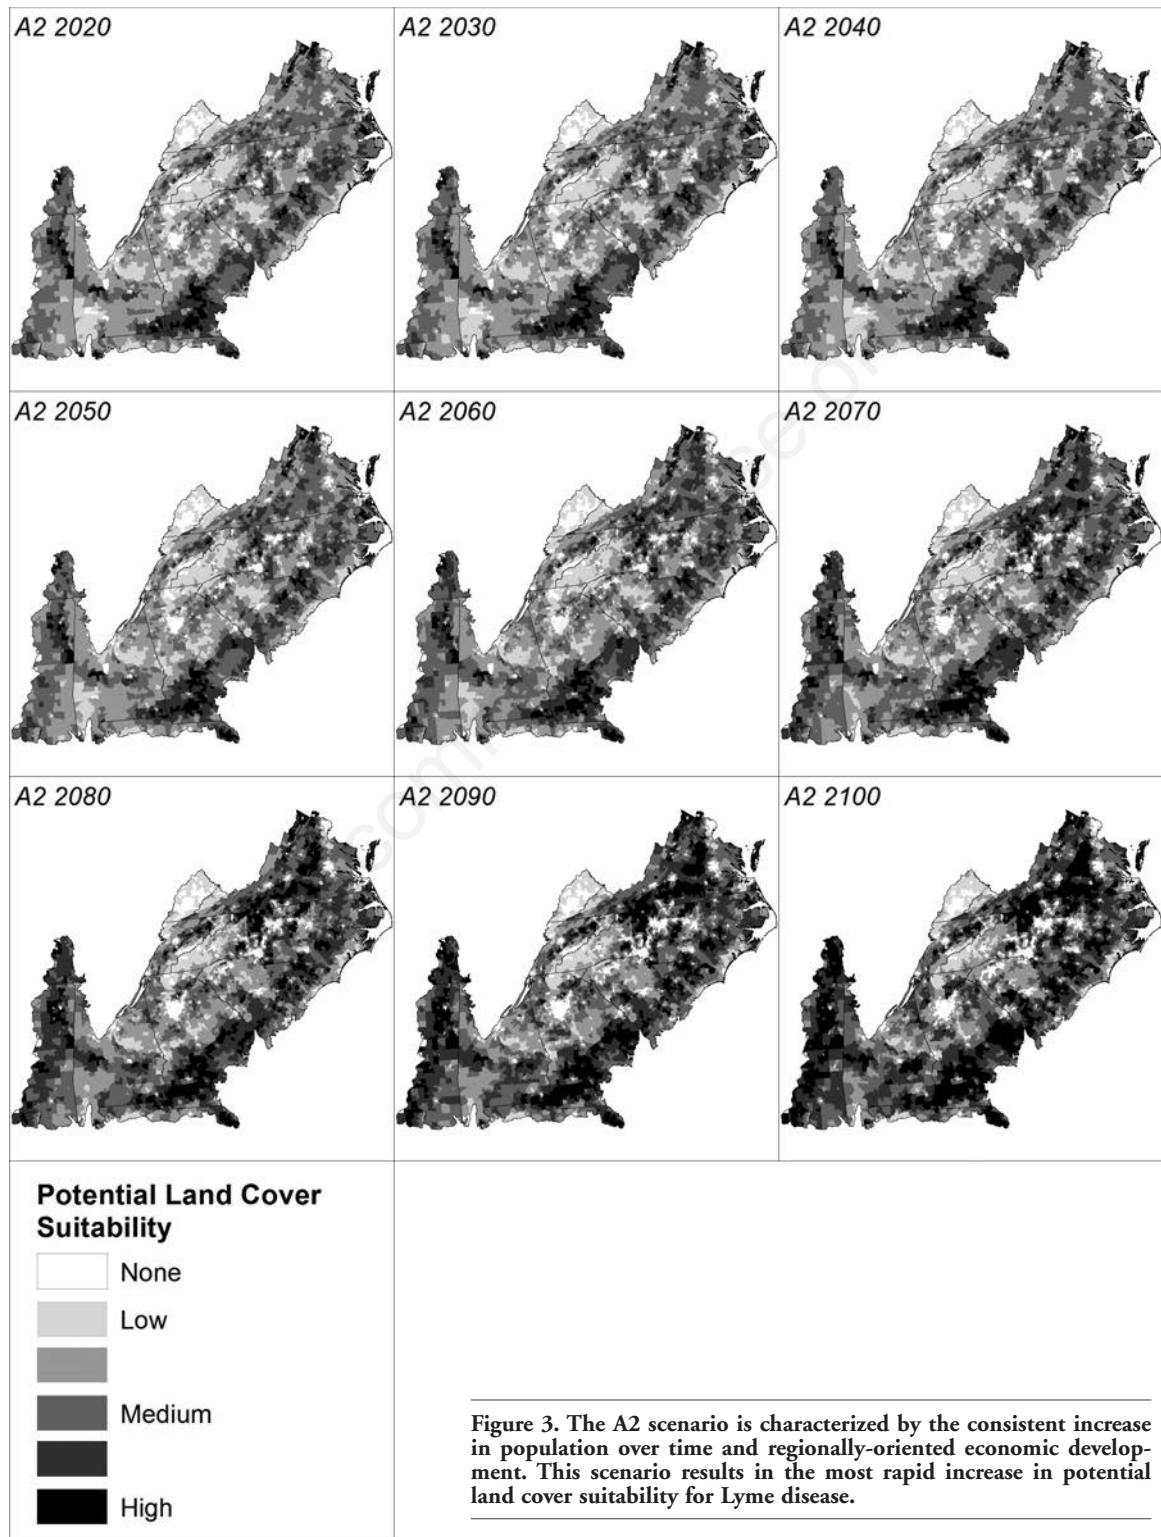 A2 2020
A2 2030
A2 2040
A2 2050
A2 2060
A2 2070
A2 2080
A2 2090
A2 2100
Potential Land Cover
Suitability
None
Low
Medium
High
Figure 3. The A2 scenario is characterized by the consistent increase
in population over time and regionally-oriented economic develop-
ment. This scenario results in the most rapid increase in potential
land cover suitability for Lyme disease.